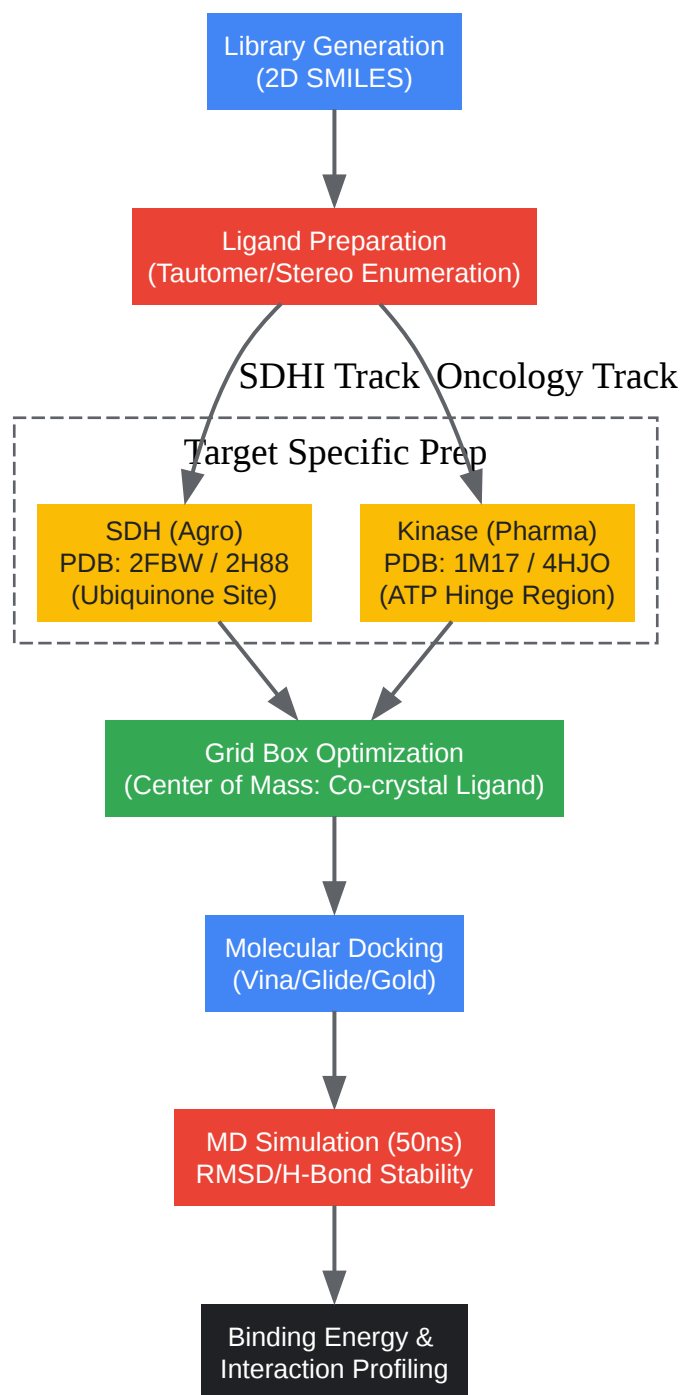 Library Generation
(2D SMILES)
Ligand Preparation
(Tautomer/Stereo Enumeration)
SDHI Track
Oncology Track
Target Specific Prep
SDH (Agro)
PDB: 2FBW / 2H88
(Ubiquinone Site)
Kinase (Pharma)
PDB: 1M17 / 4HJO
(ATP Hinge Region)
Grid Box Optimization
(Center of Mass: Co-crystal Ligand)
Molecular Docking
(Vina/Glide/Gold)
MD Simulation (50ns)
RMSD/H-Bond Stability
Binding Energy &
Interaction Profiling